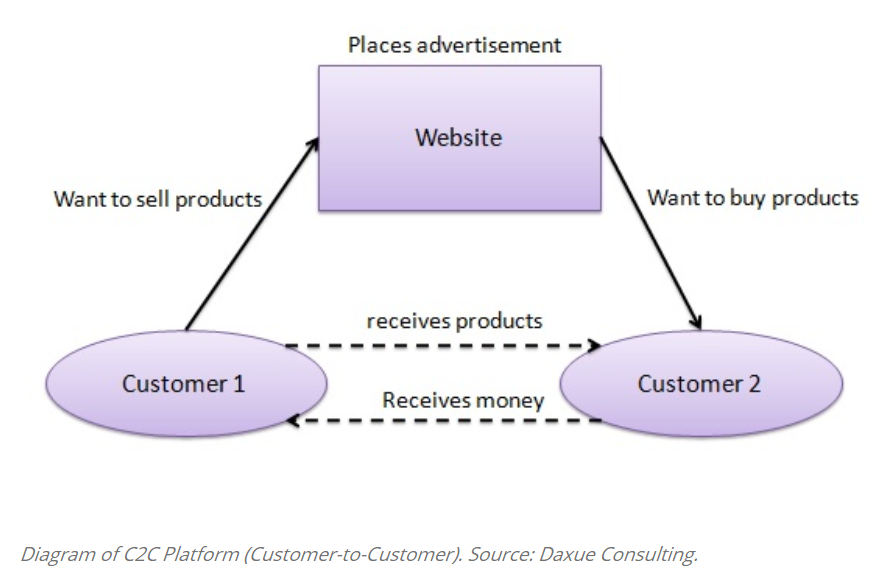 Places advertisement
Website
Want to sell products
Want to buy products
receives products
Customer 1
Customer 2
Receives money
Diagram of C2C Platform (Customer-to-Customer). Source: Daxue Consulting.